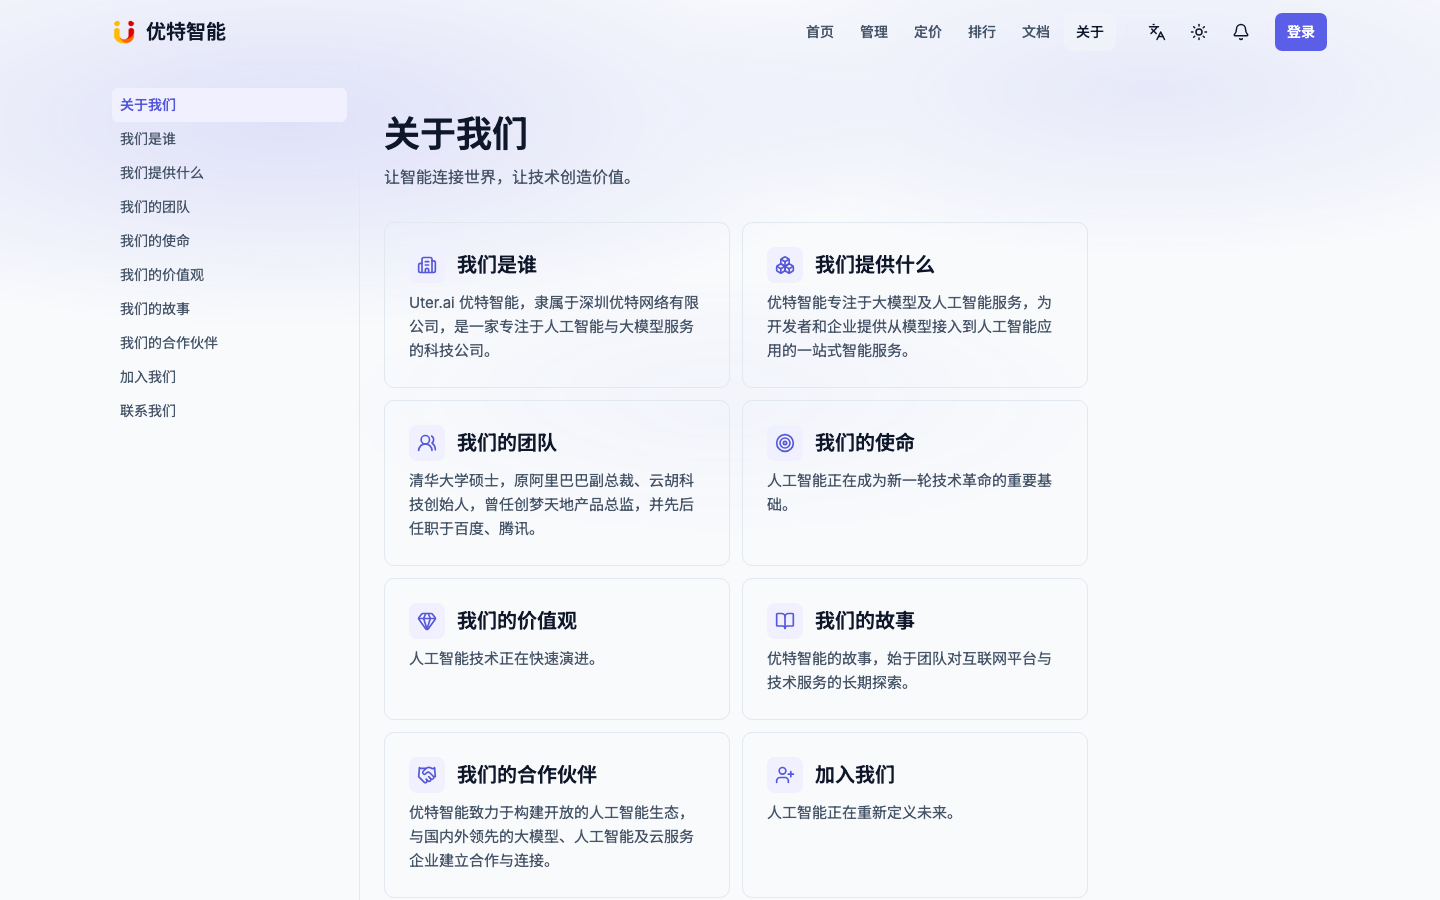 优特智能
首页
管理
定价
排行
文档
关于
登录
关于我们
我们是谁
我们提供什么
我们的团队
我们的使命
我们的价值观
我们的故事
我们的合作伙伴
加入我们
联系我们
关于我们
让智能连接世界，让技术创造价值。
我们是谁
Uter.ai 优特智能，隶属于深圳优特网络有限
公司，是一家专注于人工智能与大模型服务
的科技公司。
我们提供什么
优特智能专注于大模型及人工智能服务，为
开发者和企业提供从模型接入到人工智能应
用的一站式智能服务。
我们的团队
清华大学硕士，原阿里巴巴副总裁、云胡科
技创始人，曾任创梦天地产品总监，并先后
任职于百度、腾讯。
我们的使命
人工智能正在成为新一轮技术革命的重要基
础。
我们的价值观
人工智能技术正在快速演进。
我们的故事
优特智能的故事，始于团队对互联网平台与
技术服务的长期探索。
我们的合作伙伴
优特智能致力于构建开放的人工智能生态，
与国内外领先的大模型、人工智能及云服务
企业建立合作与连接。
加入我们
人工智能正在重新定义未来。